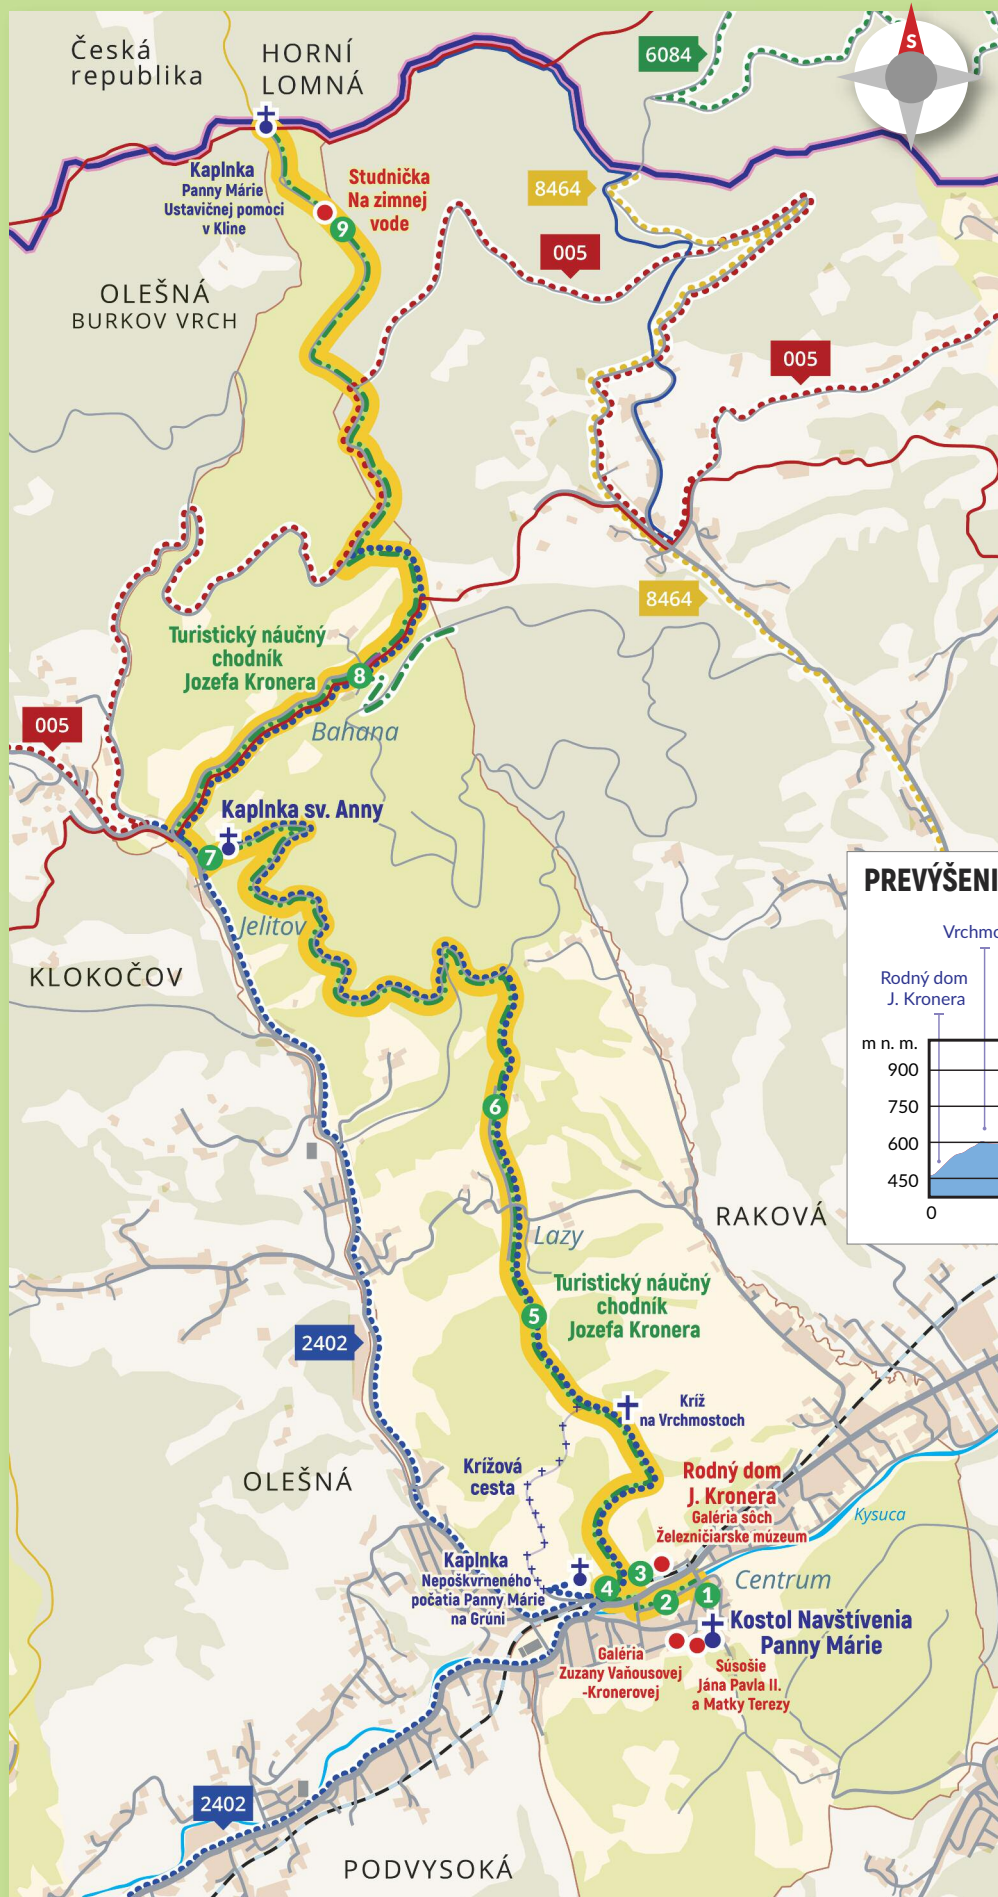 Česká
republika
HORNÍ
LOMNÁ
6084
S
Kaplnka
Panny Márie
Ustavičnej pomoci
v Kline
Studnička
Na zimnej
vode
9
8464
005
OLEŠNÁ
BURKOV VRCH
005
8464
Turistický náučný
chodník
Jozefa Kronera
8
005
Bahana
Kaplnka sv. Anny
7
Jelitov
KLOKOČOV
PREVÝŠENI
Vrchmo
Rodný dom
J. Kronera
m n. m.
900
750
600
450
0
6
RAKOVÁ
Lazy
Turistický náučný
chodník
Jozefa Kronera
5
2402
Kríž
na Vrchmostoch
Krížová
cesta
OLEŠNÁ
Rodný dom
J. Kronera
Galéria sôch
Železničiarske múzeum
Kysuca
Kaplnka
Nepoškvrneného
počatia Panny Márie
na Grúni
4
3
2
1
Centrum
Kostol Navštívenia
Panny Márie
Galéria
Zuzany Vaňousovej
-Kronerovej
Súsošie
Jána Pavla II.
a Matky Terezy
2402
PODVYSOKÁ